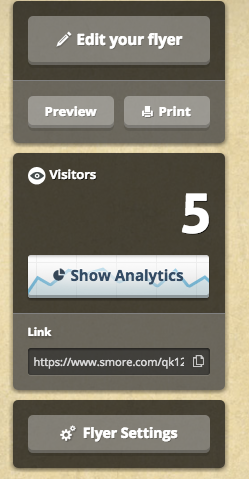 Edit your flyer
Preview
Print
Visitors
5
Show Analytics
Link
https://www.smore.com/qk12
Flyer Settings